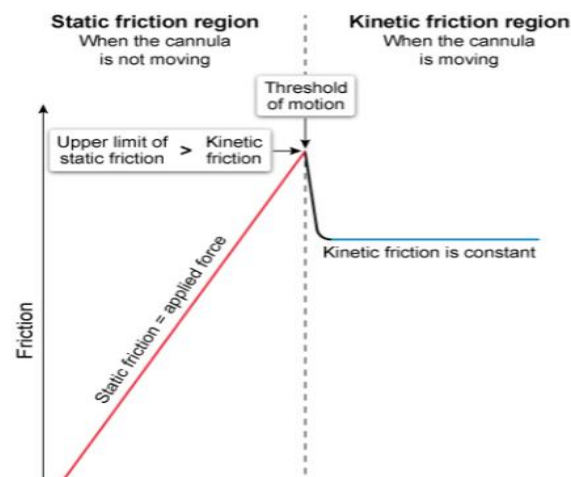 Static friction region
When the cannula
is not moving
Kinetic friction region
When the cannula
is moving
Threshold
of motion
Upper limit of
static friction
>
Kinetic
friction
Static friction = applied force
Kinetic friction is constant
Friction